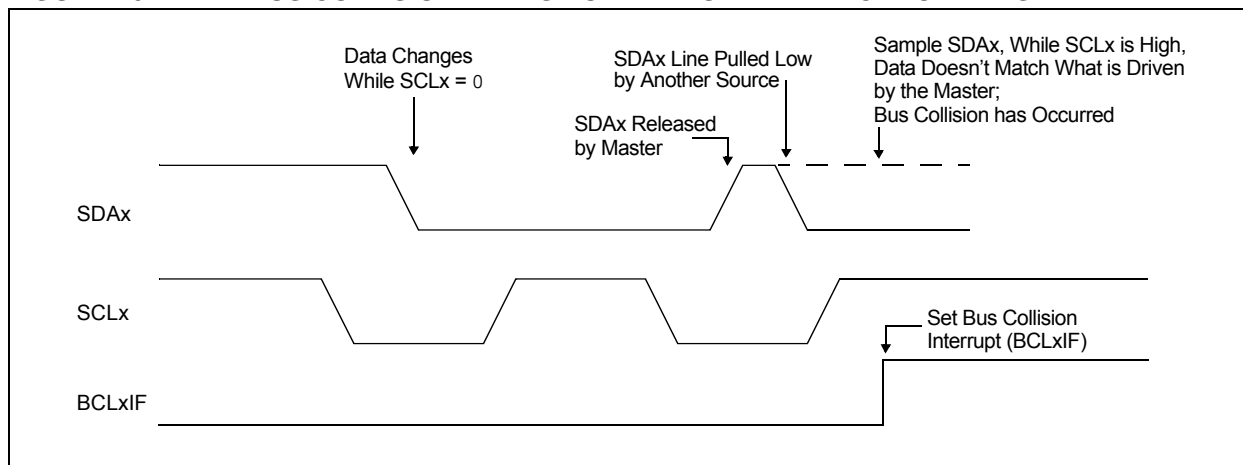 Data Changes
While SCLx = 0
SDAx Line Pulled Low
by Another Source
Sample SDAx, While SCLx is High,
Data Doesn't Match What is Driven
by the Master;
Bus Collision has Occurred
SDAx Released
by Master
SDAx
SCLx
Set Bus Collision
Interrupt (BCLxIF)
BCLxIF